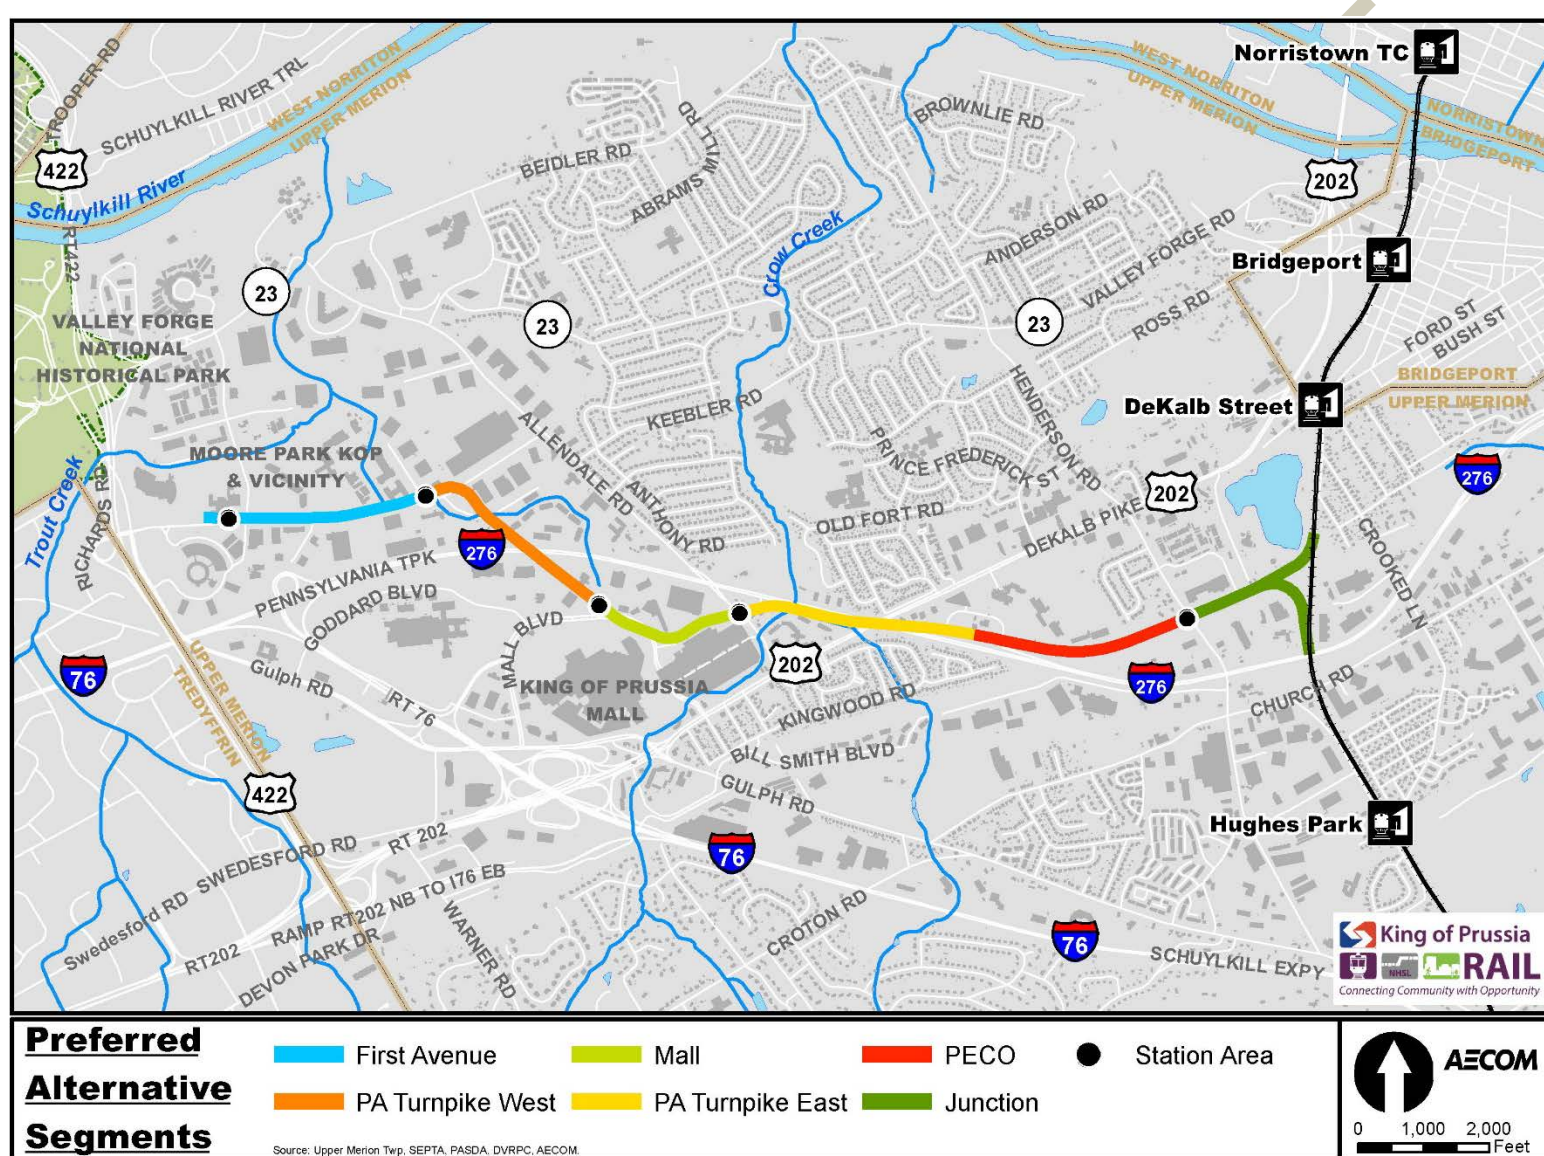 Norristown TC
WEST NORRITON
UPPER MERION
TROOPER RD
SCHUYLKILL RIVER TRL
WEST NORRITON
UPPER MERION
NORRISTOWN
BRIDGEPORT
422
BEIDLER RD
ABRAMS MILL RD
BROWNLIE RD
202
Schuylkill River
RT422
Crow Creek
ANDERSON RD
VALLEY FORGE RD
ROSS RD
Bridgeport
23
23
23
VALLEY FORGE
NATIONAL
HISTORICAL PARK
FORD ST
BUSH ST
BRIDGEPORT
UPPER MERION
DeKalb Street
HENDERSON RD
KEEBLER RD
ALLENDALE RD
PRINCE FREDERICK ST
MOORE PARK KOP
& VICINITY
276
202
ANTHONY RD
OLD FORT RD
DEKALB PIKE
Trout Creek
RICHARDS RD
276
CROOKED LN
PENNSYLVANIA TPK
GODDARD BLVD
MALL BLVD
76
UPPER MERION
TREDYFFRIN
Gulph RD
RT 76
KING OF PRUSSIA
MALL
202
276
KINGWOOD RD
CHURCH RD
BILL SMITH BLVD
GULPH RD
422
Hughes Park
SWEDESFORD RD
RT 202
76
Swedesford RD
RT202
RAMP RT202 NB TO I76 EB
DEVON PARK DR
WARNER RD
CROTON RD
76
SCHUYLKILL EXPY
King of Prussia
NHSL
RAIL
Connecting Community with Opportunity
Preferred
Alternative
Segments
First Avenue
Mall
PECO
Station Area
PA Turnpike West
PA Turnpike East
Junction
Source: Upper Merion Twp, SEPTA, PASDA, DVRPC, AECOM.
AECOM
0 1,000 2,000
Feet